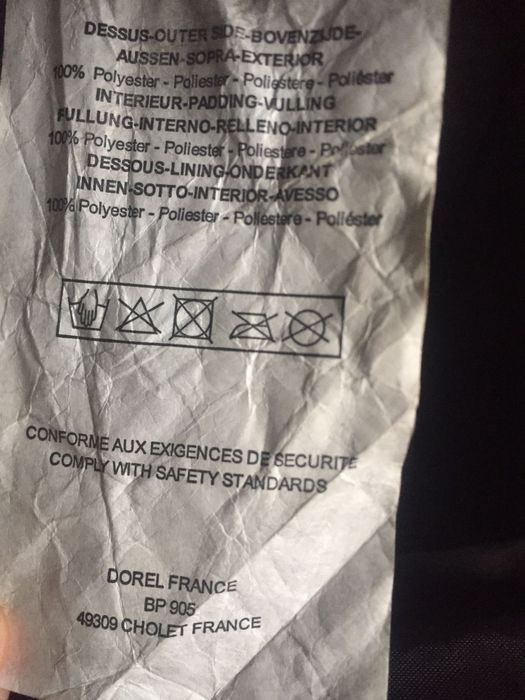 DESSUS-OUTER SIDE-BOVENZIJDE-
AUSSEN-SOPRA-EXTERIOR
100% Polyester - Poliester - Poliestere - Poliéster
INTERIEUR-PADDING-VULLING
FULLUNG-INTERNO-RELLENO-INTERIOR
100% Polyester - Poliester - Poliestere - Poliester
DESSOUS-LINING-ONDERKANT
INNEN-SOTTO-INTERIOR-AVESSO
100% Polyester - Poliester - Poliestere - Poliéster
CONFORME AUX EXIGENCES DE SECURITE
COMPLY WITH SAFETY STANDARDS
DOREL FRANCE
BP 905
49309 CHOLET FRANCE